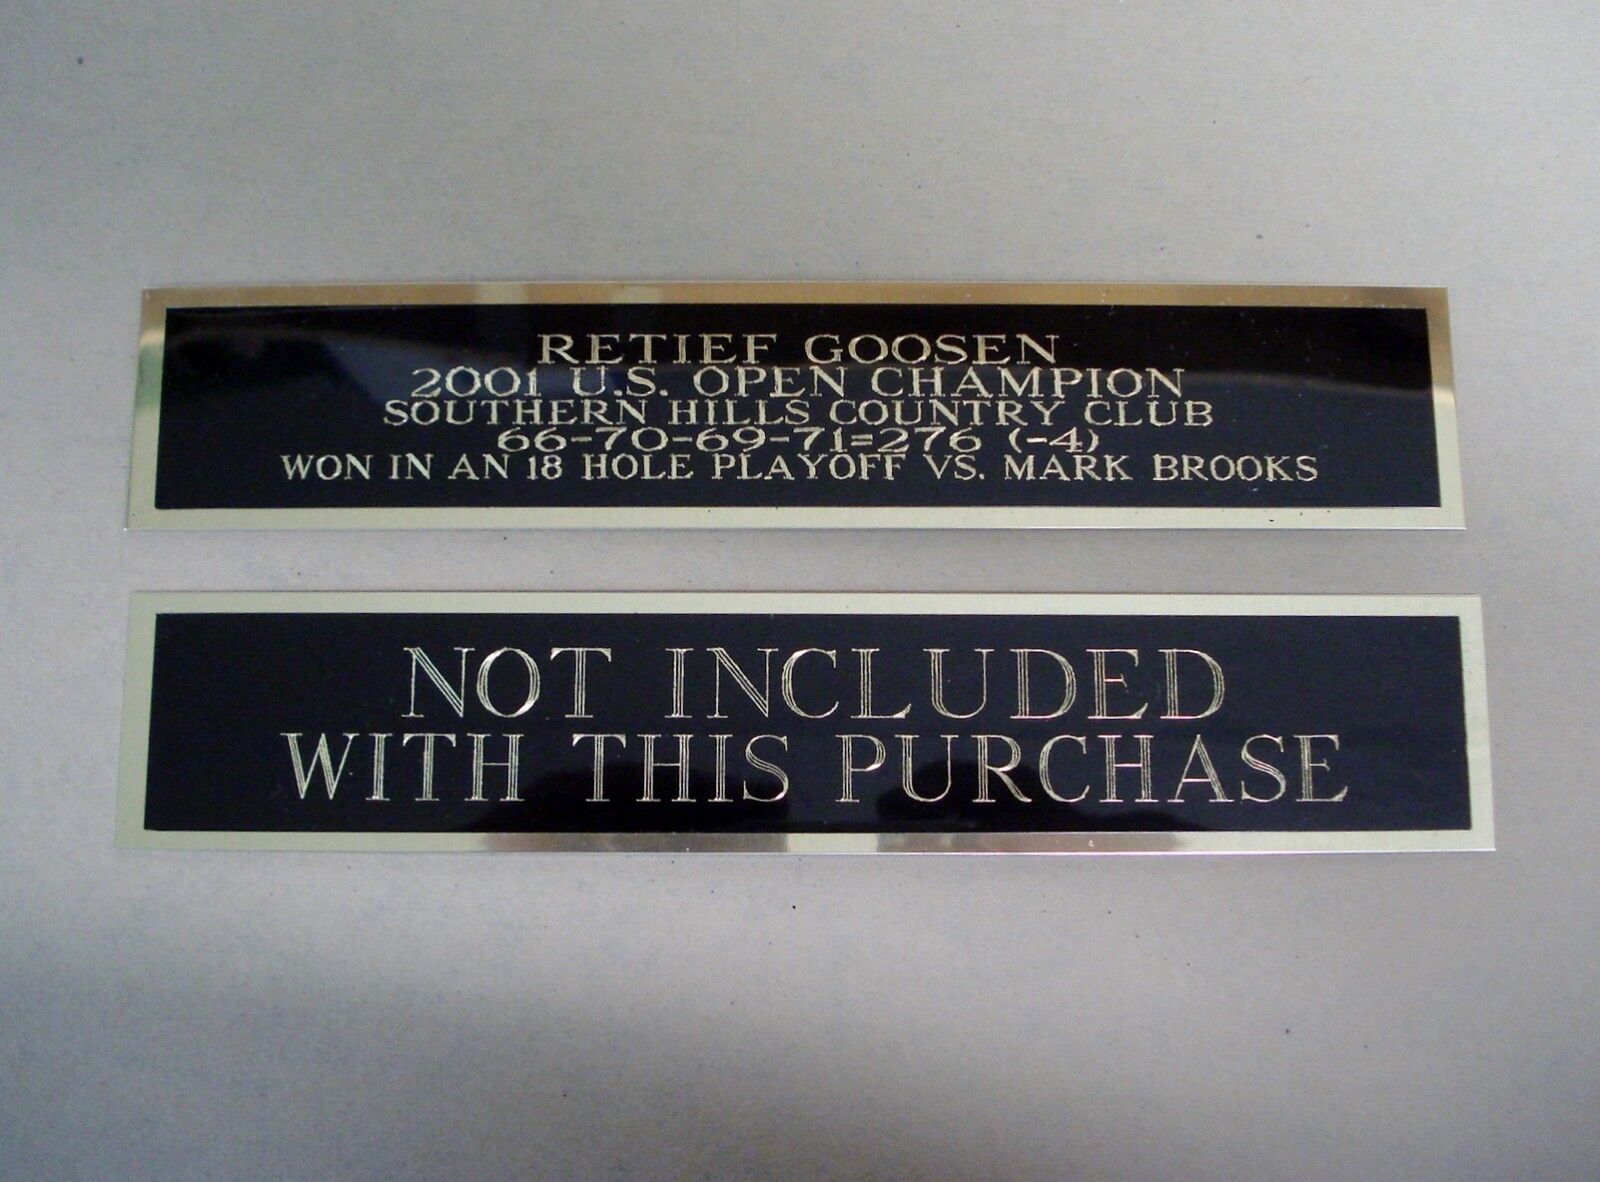 RETIEF GOOSEN
2001 U.S. OPEN CHAMPION
SOUTHERN HILLS COUNTRY CLUB
66-70-69-71=276 (-4)
WON IN AN 18 HOLE PLAYOFF VS. MARK BROOKS
NOT INCLUDED
WITH THIS PURCHASE